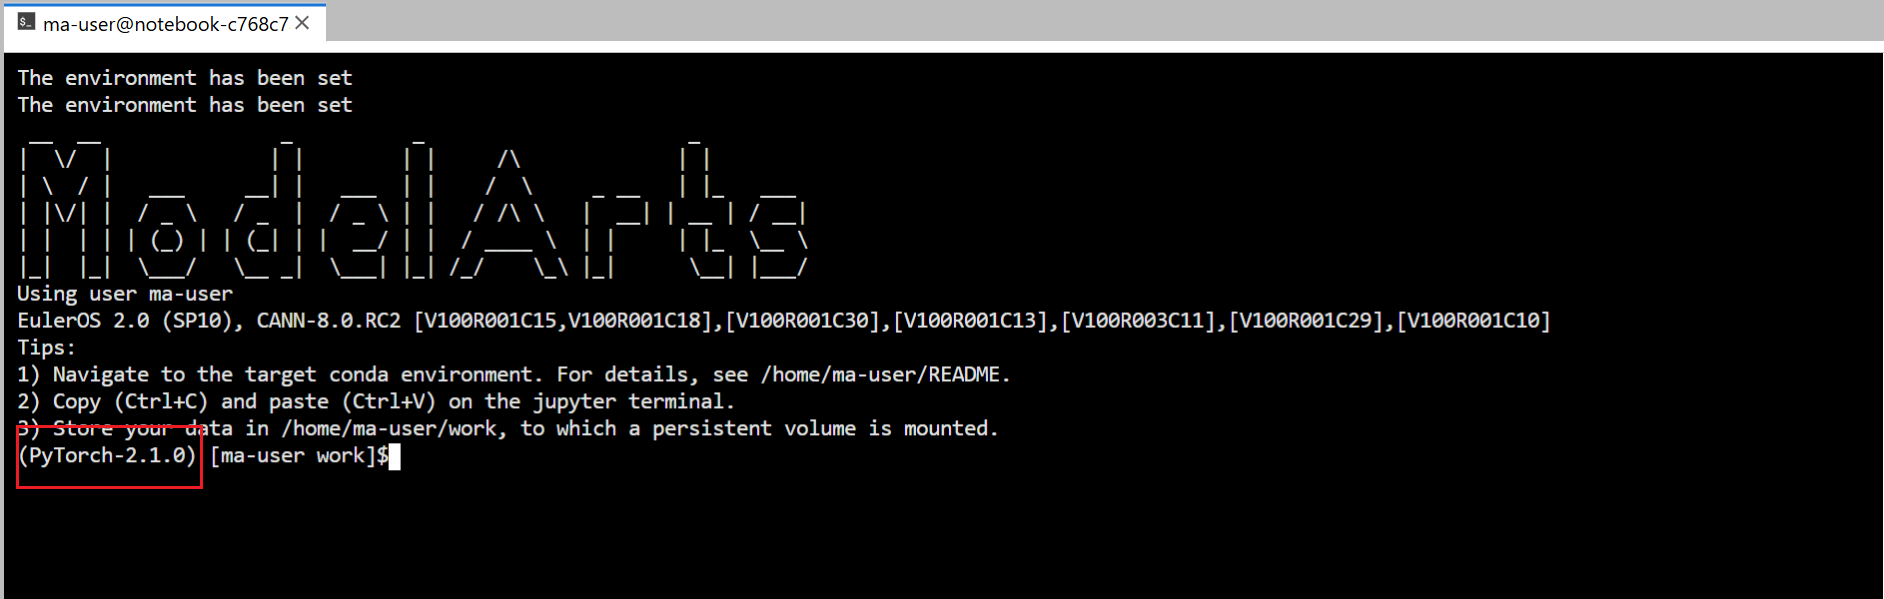 ma-user@notebook-c768c7
The environment has been set
The environment has been set
ModelArts
Using user ma-user
EulerOS 2.0 (SP10), CANN-8.0.RC2 [V100R001C15,V100R001C18],[V100R001C30],[V100R001C13],[V100R003C11],[V100R001C29],[V100R001C10]
Tips:
1) Navigate to the target conda environment. For details, see /home/ma-user/README.
2) Copy (Ctrl+C) and paste (Ctrl+V) on the jupyter terminal.
3) Store your data in /home/ma-user/work, to which a persistent volume is mounted.
(PyTorch-2.1.0) [ma-user work]$